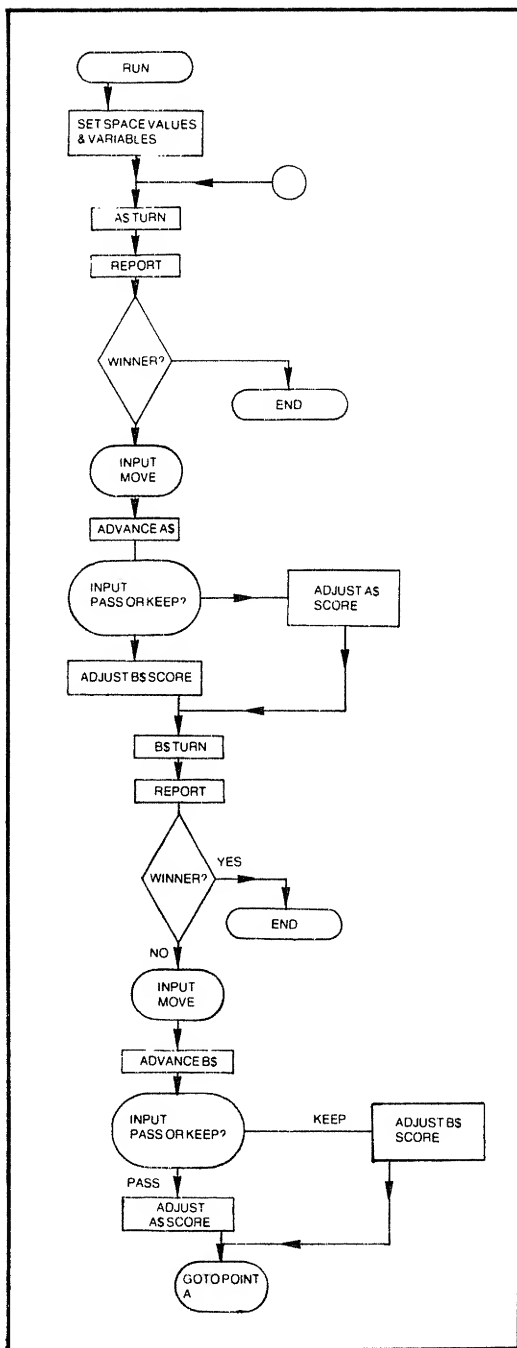 RUN
SET SPACE VALUES
& VARIABLES
A$ TURN
REPORT
WINNER?
END
INPUT
MOVE
ADVANCE A$
INPUT
PASS OR KEEP?
ADJUST A$
SCORE
ADJUST B$ SCORE
B$ TURN
REPORT
YES
WINNER?
END
NO
INPUT
MOVE
ADVANCE B$
INPUT
PASS OR KEEP?
KEEP
ADJUST B$
SCORE
PASS
ADJUST
A$ SCORE
GOTO POINT
A